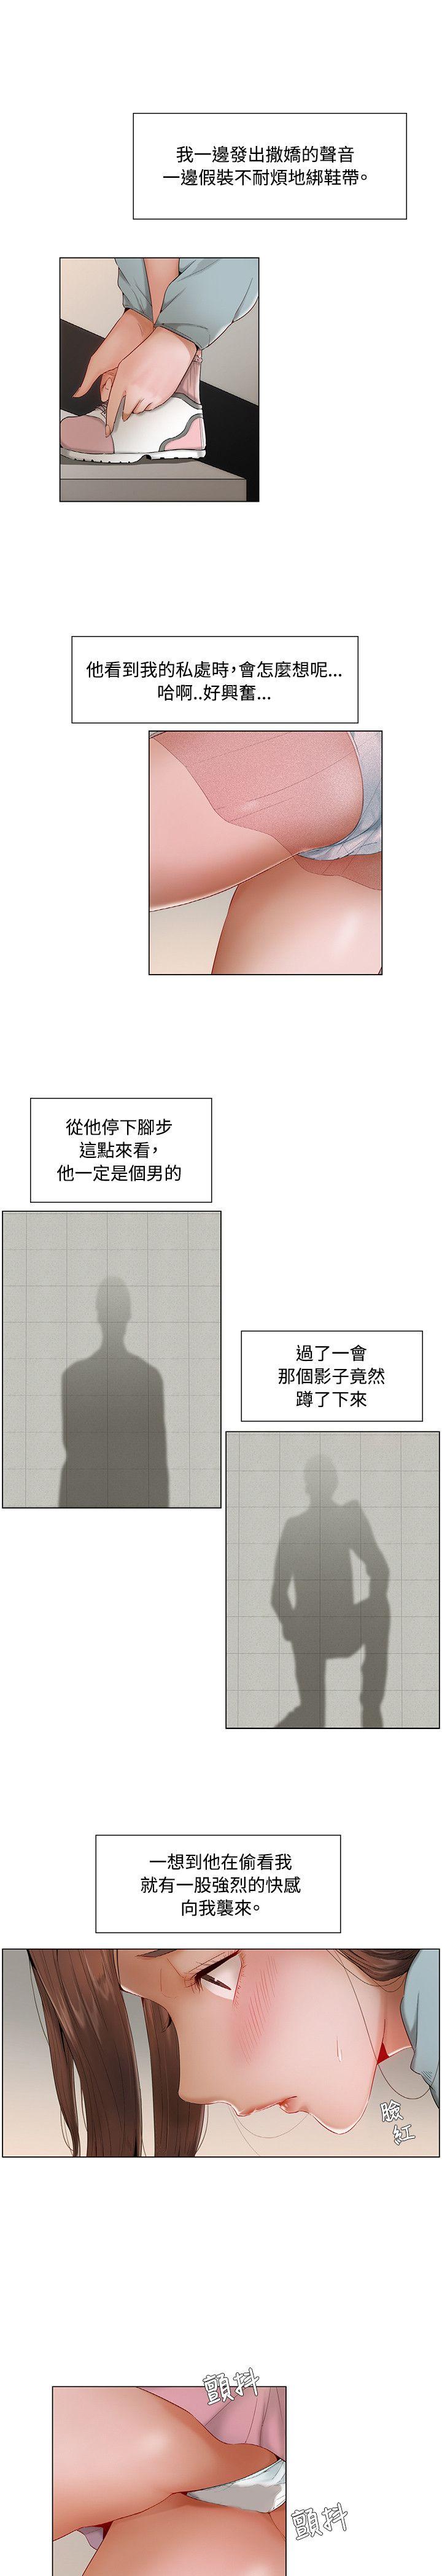 我一邊發出撒嬌的聲音
一邊假裝不耐煩地綁鞋帶。
他看到我的私處時，會怎麼想呢...
哈啊..好興奮...
從他停下腳步
這點來看，
他一定是個男的
過了一會
那個影子竟然
蹲了下來
一想到他在偷看我
就有一股強烈的快感
向我襲來。
臉
紅
顫抖
顫抖